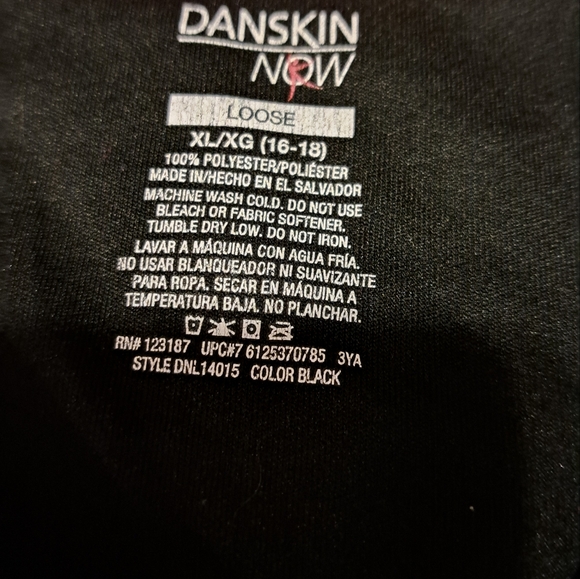 DANSKIN
NOW
LOOSE
XL/XG (16-18)
100% POLYESTER/POLIÉSTER
MADE IN/HECHO EN EL SALVADOR
MACHINE WASH COLD. DO NOT USE
BLEACH OR FABRIC SOFTENER.
TUMBLE DRY LOW. DO NOT IRON.
LAVAR A MÁQUINA CON AGUA FRÍA.
NO USAR BLANQUEADOR NI SUAVIZANTE
PARA ROPA. SECAR EN MÁQUINA A
TEMPERATURA BAJA. NO PLANCHAR.
RN# 123187 UPC#7 6125370785 3YA
STYLE DNL14015 COLOR BLACK